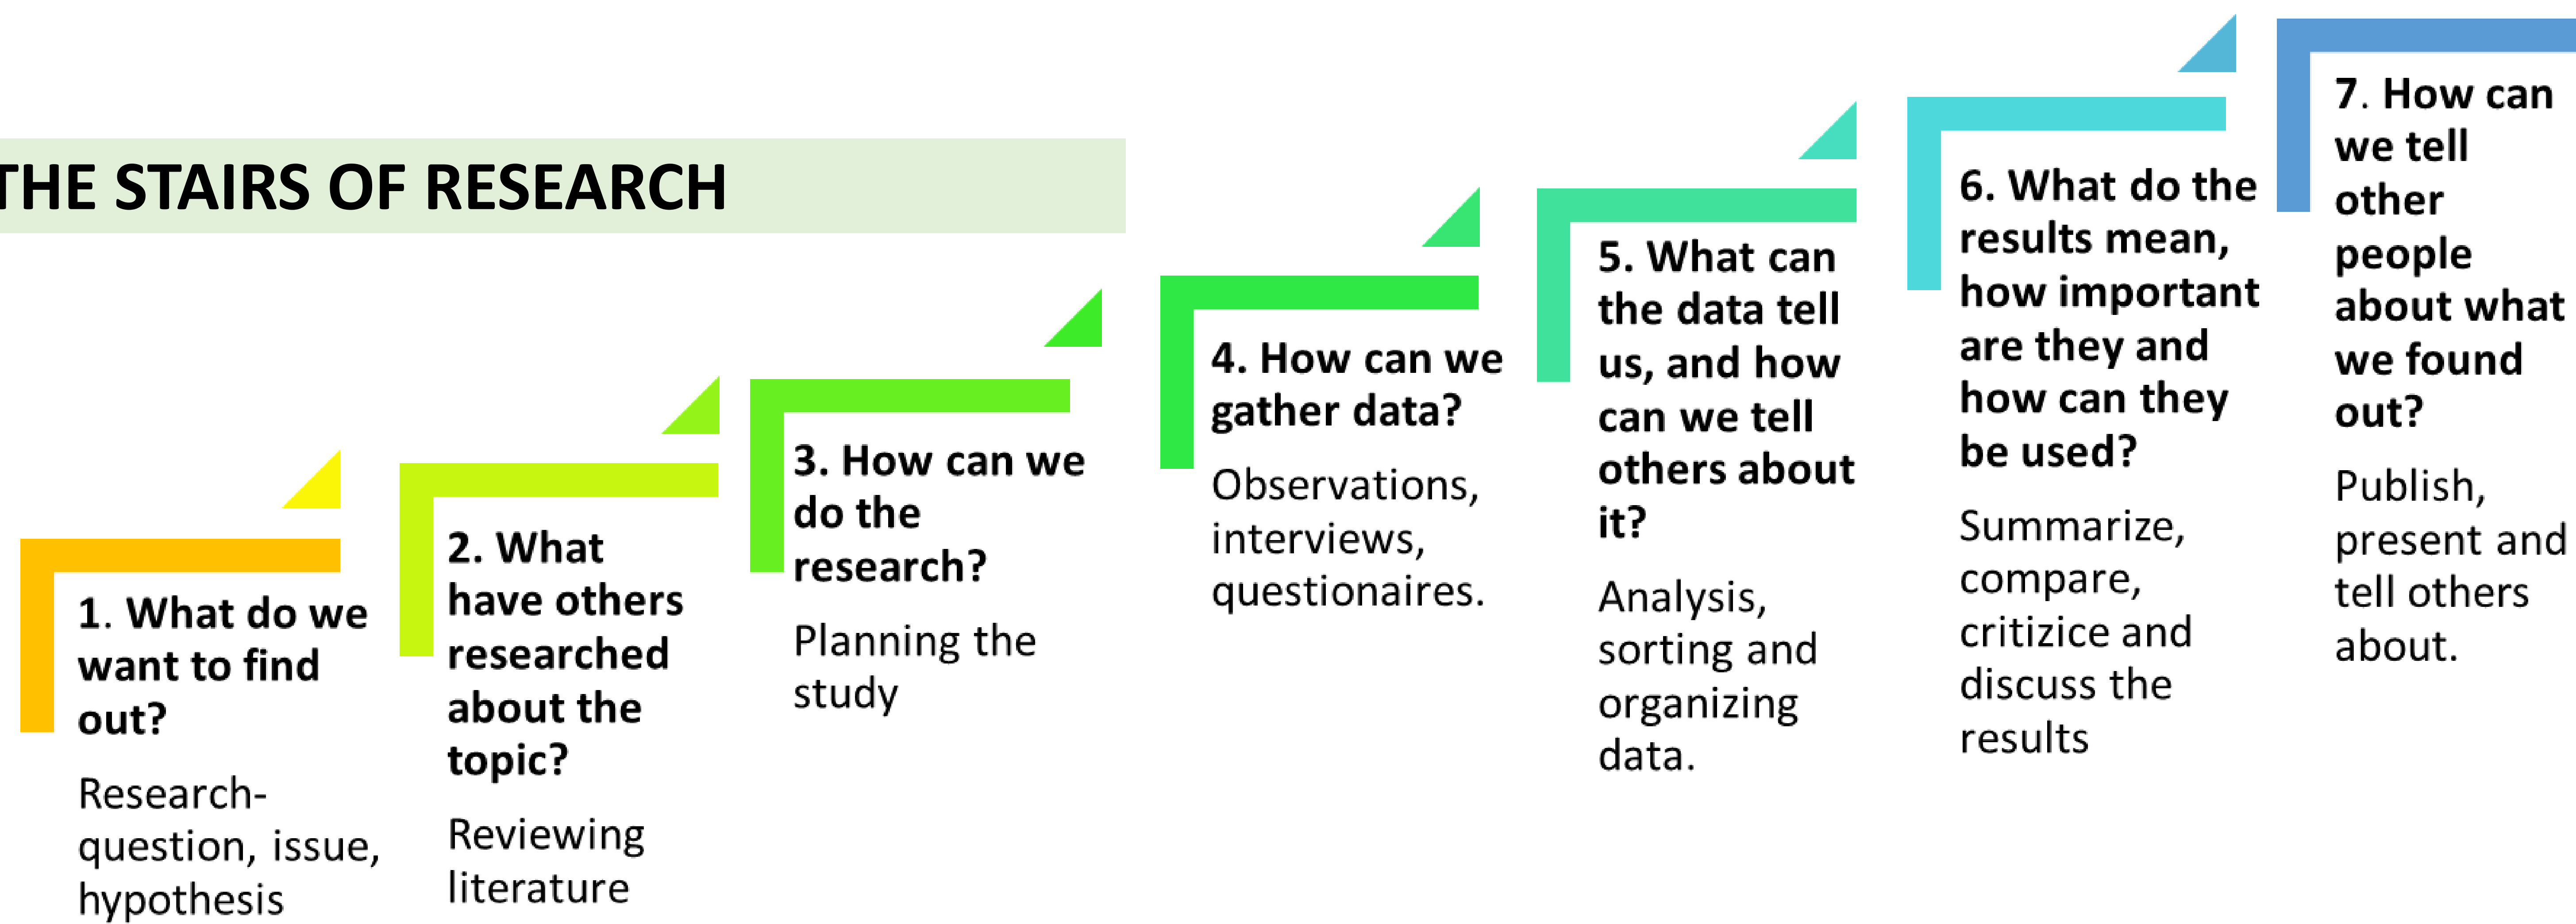 THE STAIRS OF RESEARCH
1. What do we
want to find
out?
Research-
question, issue,
hypothesis
2. What
have others
researched
about the
topic?
Reviewing
literature
3. How can we
do the
research?
Planning the
study
4. How can we
gather data?
Observations,
interviews,
questionaires.
5. What can
the data tell
us, and how
can we tell
others about
it?
Analysis,
sorting and
organizing
data.
6. What do the
results mean,
how important
are they and
how can they
be used?
Summarize,
compare,
critizice and
discuss the
results
7. How can
we tell
other
people
about what
we found
out?
Publish,
present and
tell others
about.